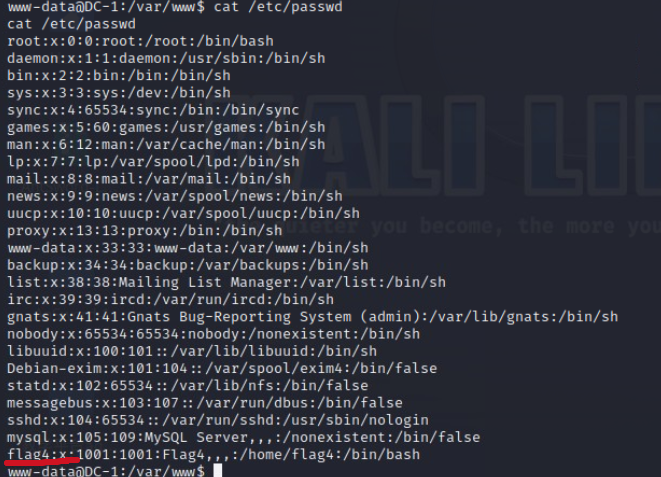 www-data@DC-1:/var/www$ cat /etc/passwd
cat /etc/passwd
root:x:0:0:root:/root:/bin/bash
daemon:x:1:1:daemon:/usr/sbin:/bin/sh
bin:x:2:2:bin:/bin:/bin/sh
sys:x:3:3:sys:/dev:/bin/sh
sync:x:4:65534:sync:/bin:/bin/sync
games:x:5:60:games:/usr/games:/bin/sh
man:x:6:12:man:/var/cache/man:/bin/sh
lp:x:7:7:lp:/var/spool/lpd:/bin/sh
mail:x:8:8:mail:/var/mail:/bin/sh
news:x:9:9:news:/var/spool/news:/bin/sh
uucp:x:10:10:uucp:/var/spool/uucp:/bin/sh
proxy:x:13:13:proxy:/bin:/bin/sh
www-data:x:33:33:www-data:/var/www:/bin/sh
backup:x:34:34:backup:/var/backups:/bin/sh
list:x:38:38:Mailing List Manager:/var/list:/bin/sh
irc:x:39:39:ircd:/var/run/ircd:/bin/sh
gnats:x:41:41:Gnats Bug-Reporting System (admin):/var/lib/gnats:/bin/sh
nobody:x:65534:65534:nobody:/nonexistent:/bin/sh
libuuid:x:100:101::/var/lib/libuuid:/bin/sh
Debian-exim:x:101:104::/var/spool/exim4:/bin/false
statd:x:102:65534::/var/lib/nfs:/bin/false
messagebus:x:103:107::/var/run/dbus:/bin/false
sshd:x:104:65534::/var/run/sshd:/usr/sbin/nologin
mysql:x:105:109:MySQL Server,,,:/nonexistent:/bin/false
flag4:x:1001:1001:Flag4,,,:/home/flag4:/bin/bash
www-data@DC-1:/var/www$
KALI LI
you become, the more yo